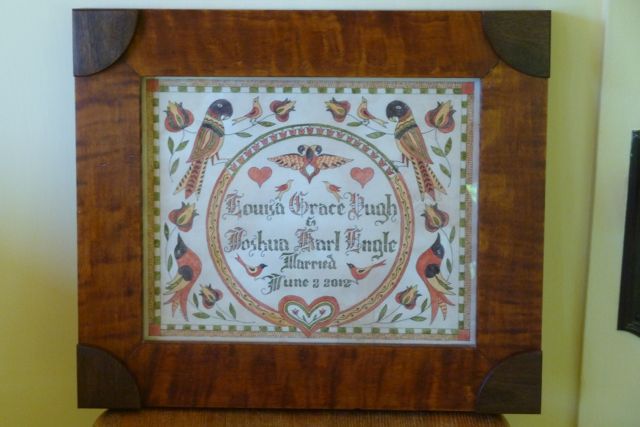 Louisa Grace Pugh
&
Joshua Karl Engle
Married
June 2 2012